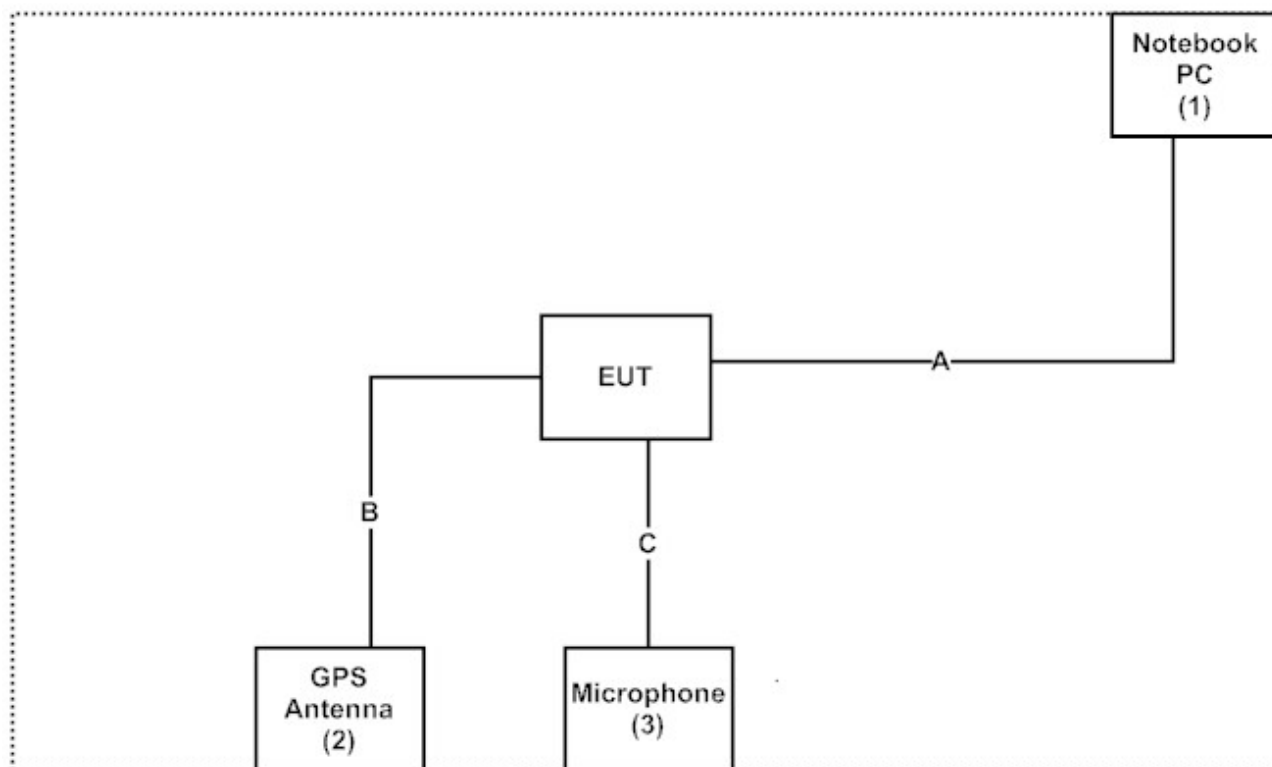 Notebook
PC
(1)
EUT
A
B
C
GPS
Antenna
(2)
Microphone
(3)